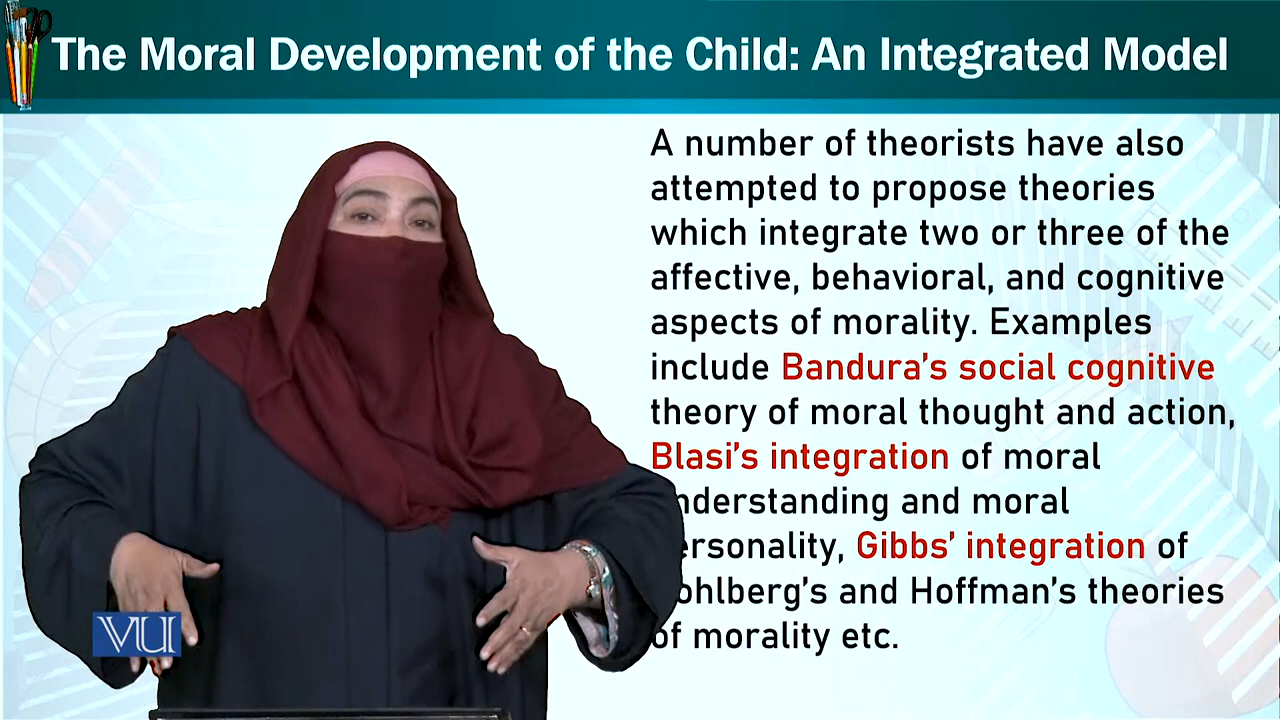 The Moral Development of the Child: An Integrated Model
A number of theorists have also
attempted to propose theories
which integrate two or three of the
affective, behavioral, and cognitive
aspects of morality. Examples
include Bandura's social cognitive
theory of moral thought and action,
Blasi's integration of moral
understanding and moral
personality, Gibbs' integration of
Kohlberg's and Hoffman's theories
of morality etc.
VU